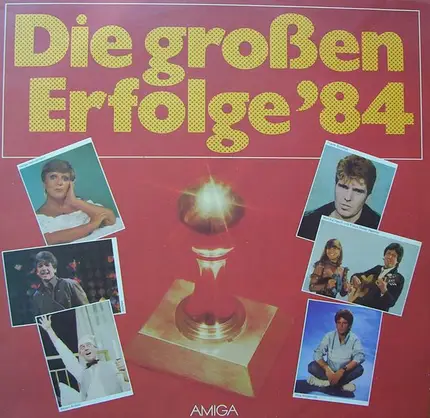 Die großen
Erfolge '84
AMIGA